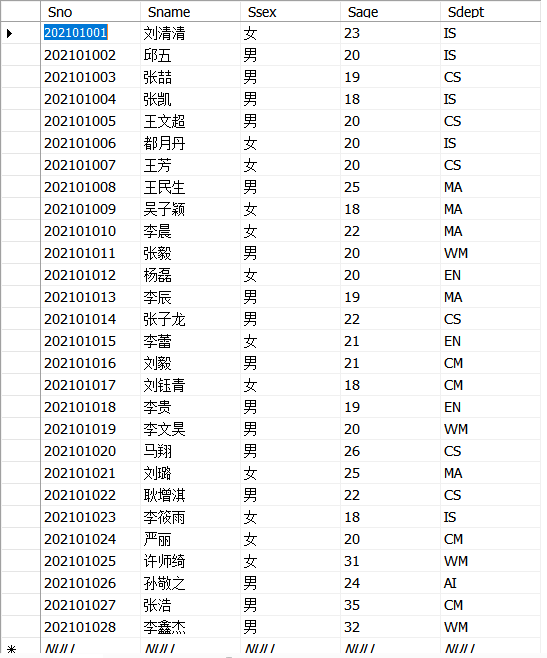 Sno Sname Ssex Sage Sdept
202101001 刘清清 女 23 IS
202101002 邱五 男 20 IS
202101003 张喆 男 19 CS
202101004 张凯 男 18 IS
202101005 王文超 男 20 CS
202101006 都月丹 女 20 IS
202101007 王芳 女 20 CS
202101008 王民生 男 25 MA
202101009 吴子颖 女 18 MA
202101010 李晨 女 22 MA
202101011 张毅 男 20 WM
202101012 杨磊 女 20 EN
202101013 李辰 男 19 MA
202101014 张子龙 男 22 CS
202101015 李蕾 女 21 EN
202101016 刘毅 男 21 CM
202101017 刘钰青 女 18 CM
202101018 李贵 男 19 EN
202101019 李文昊 男 20 WM
202101020 马翔 男 26 CS
202101021 刘璐 女 25 MA
202101022 耿增淇 男 22 CS
202101023 李筱雨 女 18 IS
202101024 严丽 女 20 CM
202101025 许师绮 女 31 WM
202101026 孙敬之 男 24 AI
202101027 张浩 男 35 CM
202101028 李鑫杰 男 32 WM
NULL NULL NULL NULL NULL